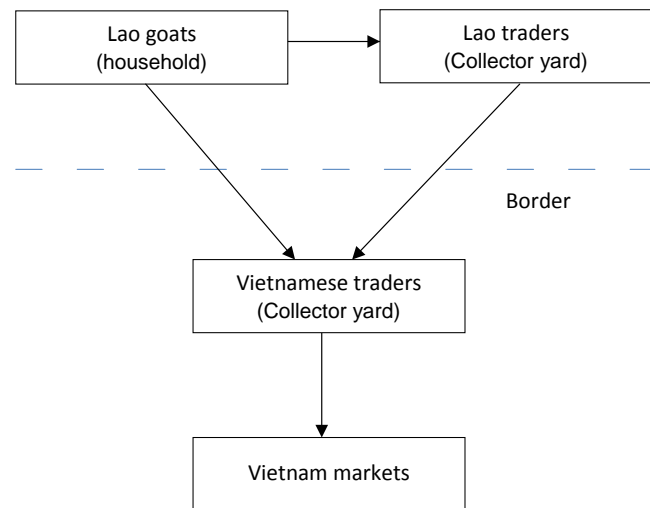 Lao goats
(household)
Lao traders
(Collector yard)
Border
Vietnamese traders
(Collector yard)
Vietnam markets